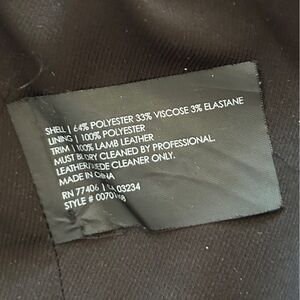 SHELL | 64% POLYESTER 33% VISCOSE 3% ELASTANE
LINING | 100% POLYESTER
TRIM | 100% LAMB LEATHER
MUST BE DRY CLEANED BY PROFESSIONAL
LEATHER/SUEDE CLEANER ONLY.
MADE IN CHINA
RN 77406 | CA 03234
STYLE #